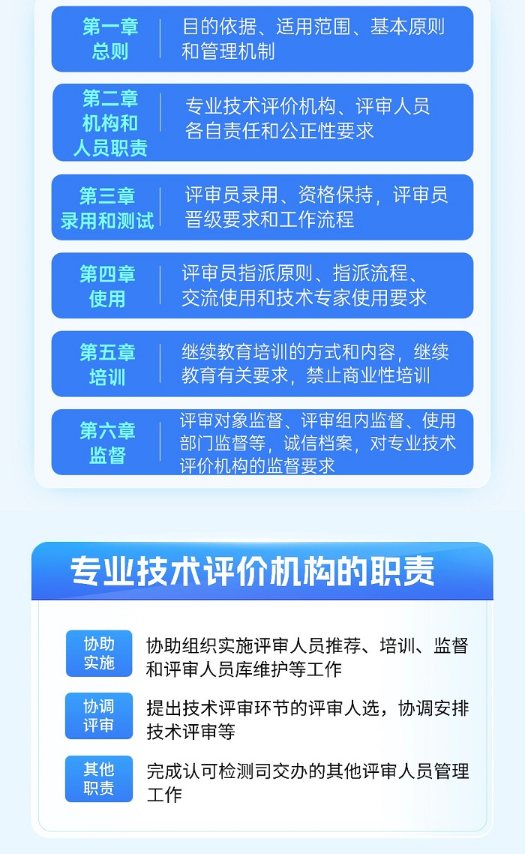 第一章
总则
目的依据、适用范围、基本原则
和管理机制
第二章
机构和
人员职责
专业技术评价机构、评审人员
各自责任和公正性要求
第三章
录用和测试
评审员录用、资格保持，评审员
晋级要求和工作流程
第四章
使用
评审员指派原则、指派流程、
交流使用和技术专家使用要求
第五章
培训
继续教育培训的方式和内容，继续
教育有关要求，禁止商业性培训
第六章
监督
评审对象监督、评审组内监督、使用
部门监督等，诚信档案，对专业技术
评价机构的监督要求
专业技术评价机构的职责
协助
实施
协助组织实施评审人员推荐、培训、监督
和评审人员库维护等工作
协调
评审
提出技术评审环节的评审人选，协调安排
技术评审等
其他
职责
完成认可检测司交办的其他评审人员管理
工作